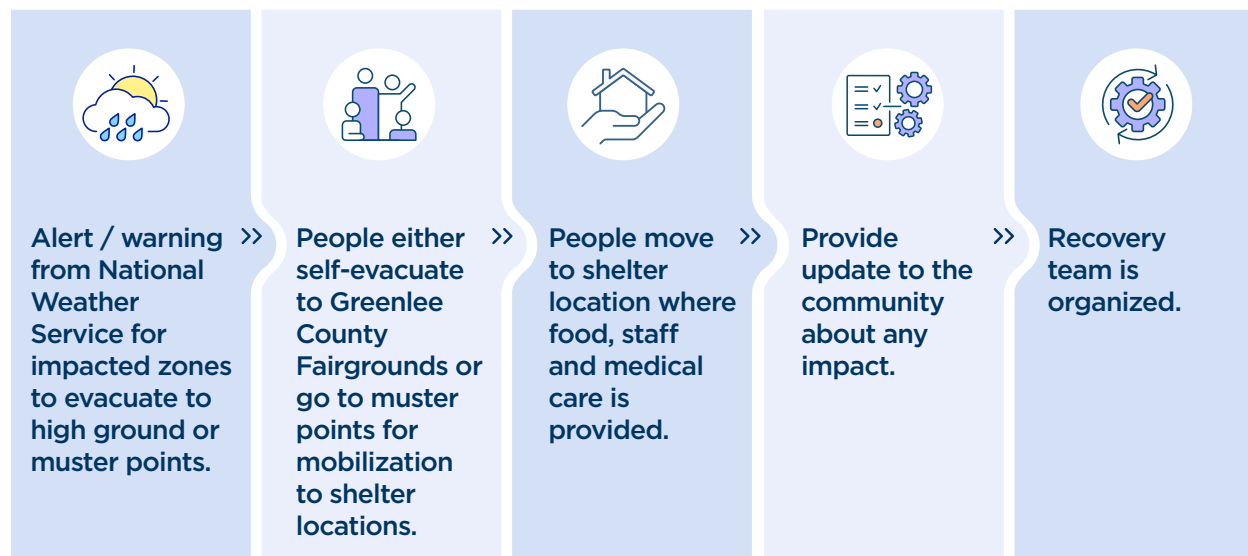 Alert / warning
from National
Weather
Service for
impacted zones
to evacuate to
high ground or
muster points.
People either
self-evacuate
to Greenlee
County
Fairgrounds or
go to muster
points for
mobilization
to shelter
locations.
People move
to shelter
location where
food, staff
and medical
care is
provided.
Provide
update to the
community
about any
impact.
Recovery
team is
organized.